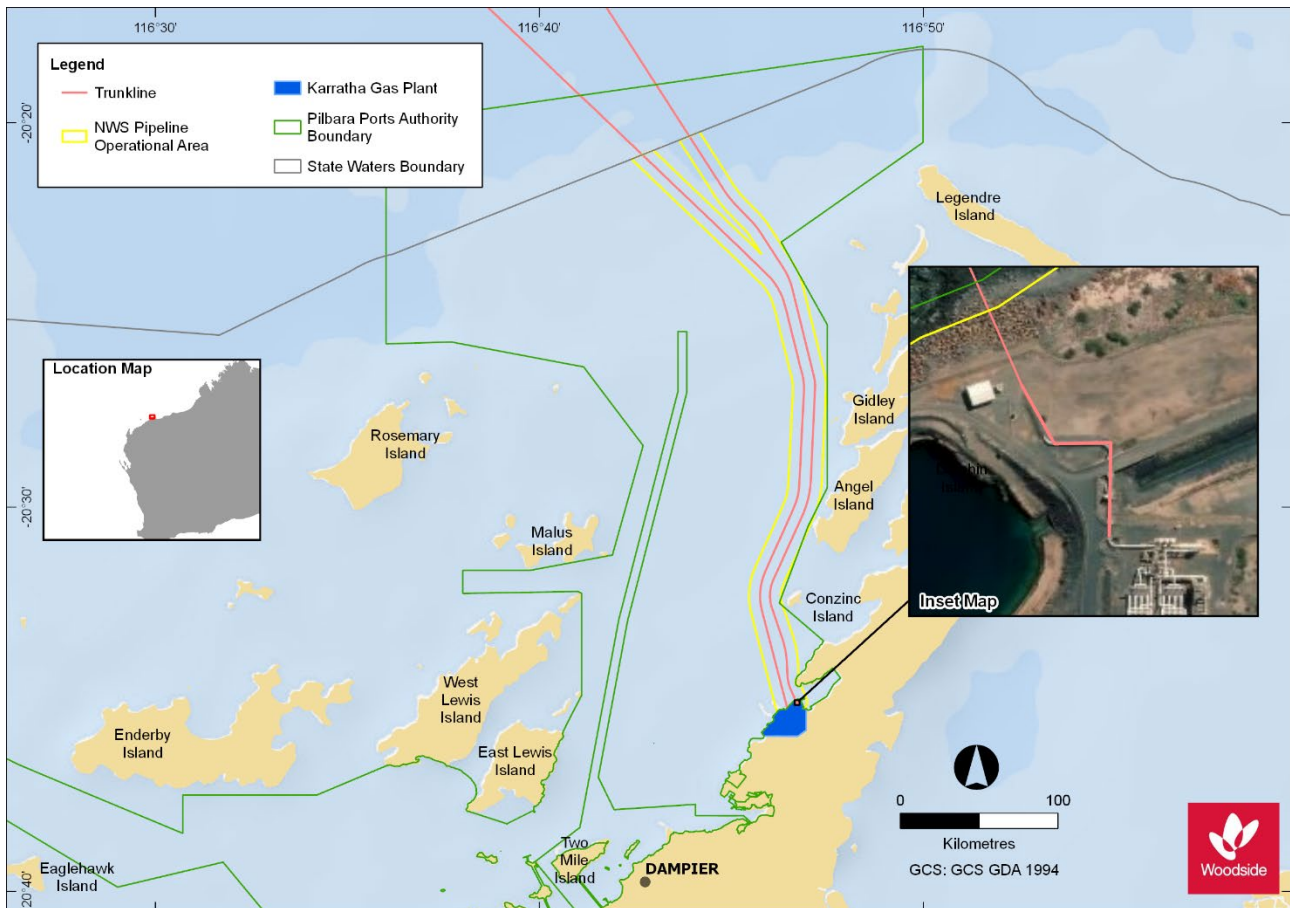 116°30'
116°40'
116°50'
-20°20'
-20°30'
-20°40'
Legend
Trunkline
NWS Pipeline
Operational Area
Karratha Gas Plant
Pilbara Ports Authority
Boundary
State Waters Boundary
Legendre
Island
Location Map
Rosemary
Island
Gidley
Island
Angel
Island
Malus
Island
Conzinc
Island
Inset Map
West
Lewis
Island
Enderby
Island
East Lewis
Island
Two
Mile
Island
Eaglehawk
Island
DAMPIER
0
100
Kilometres
GCS: GCS GDA 1994
Woodside